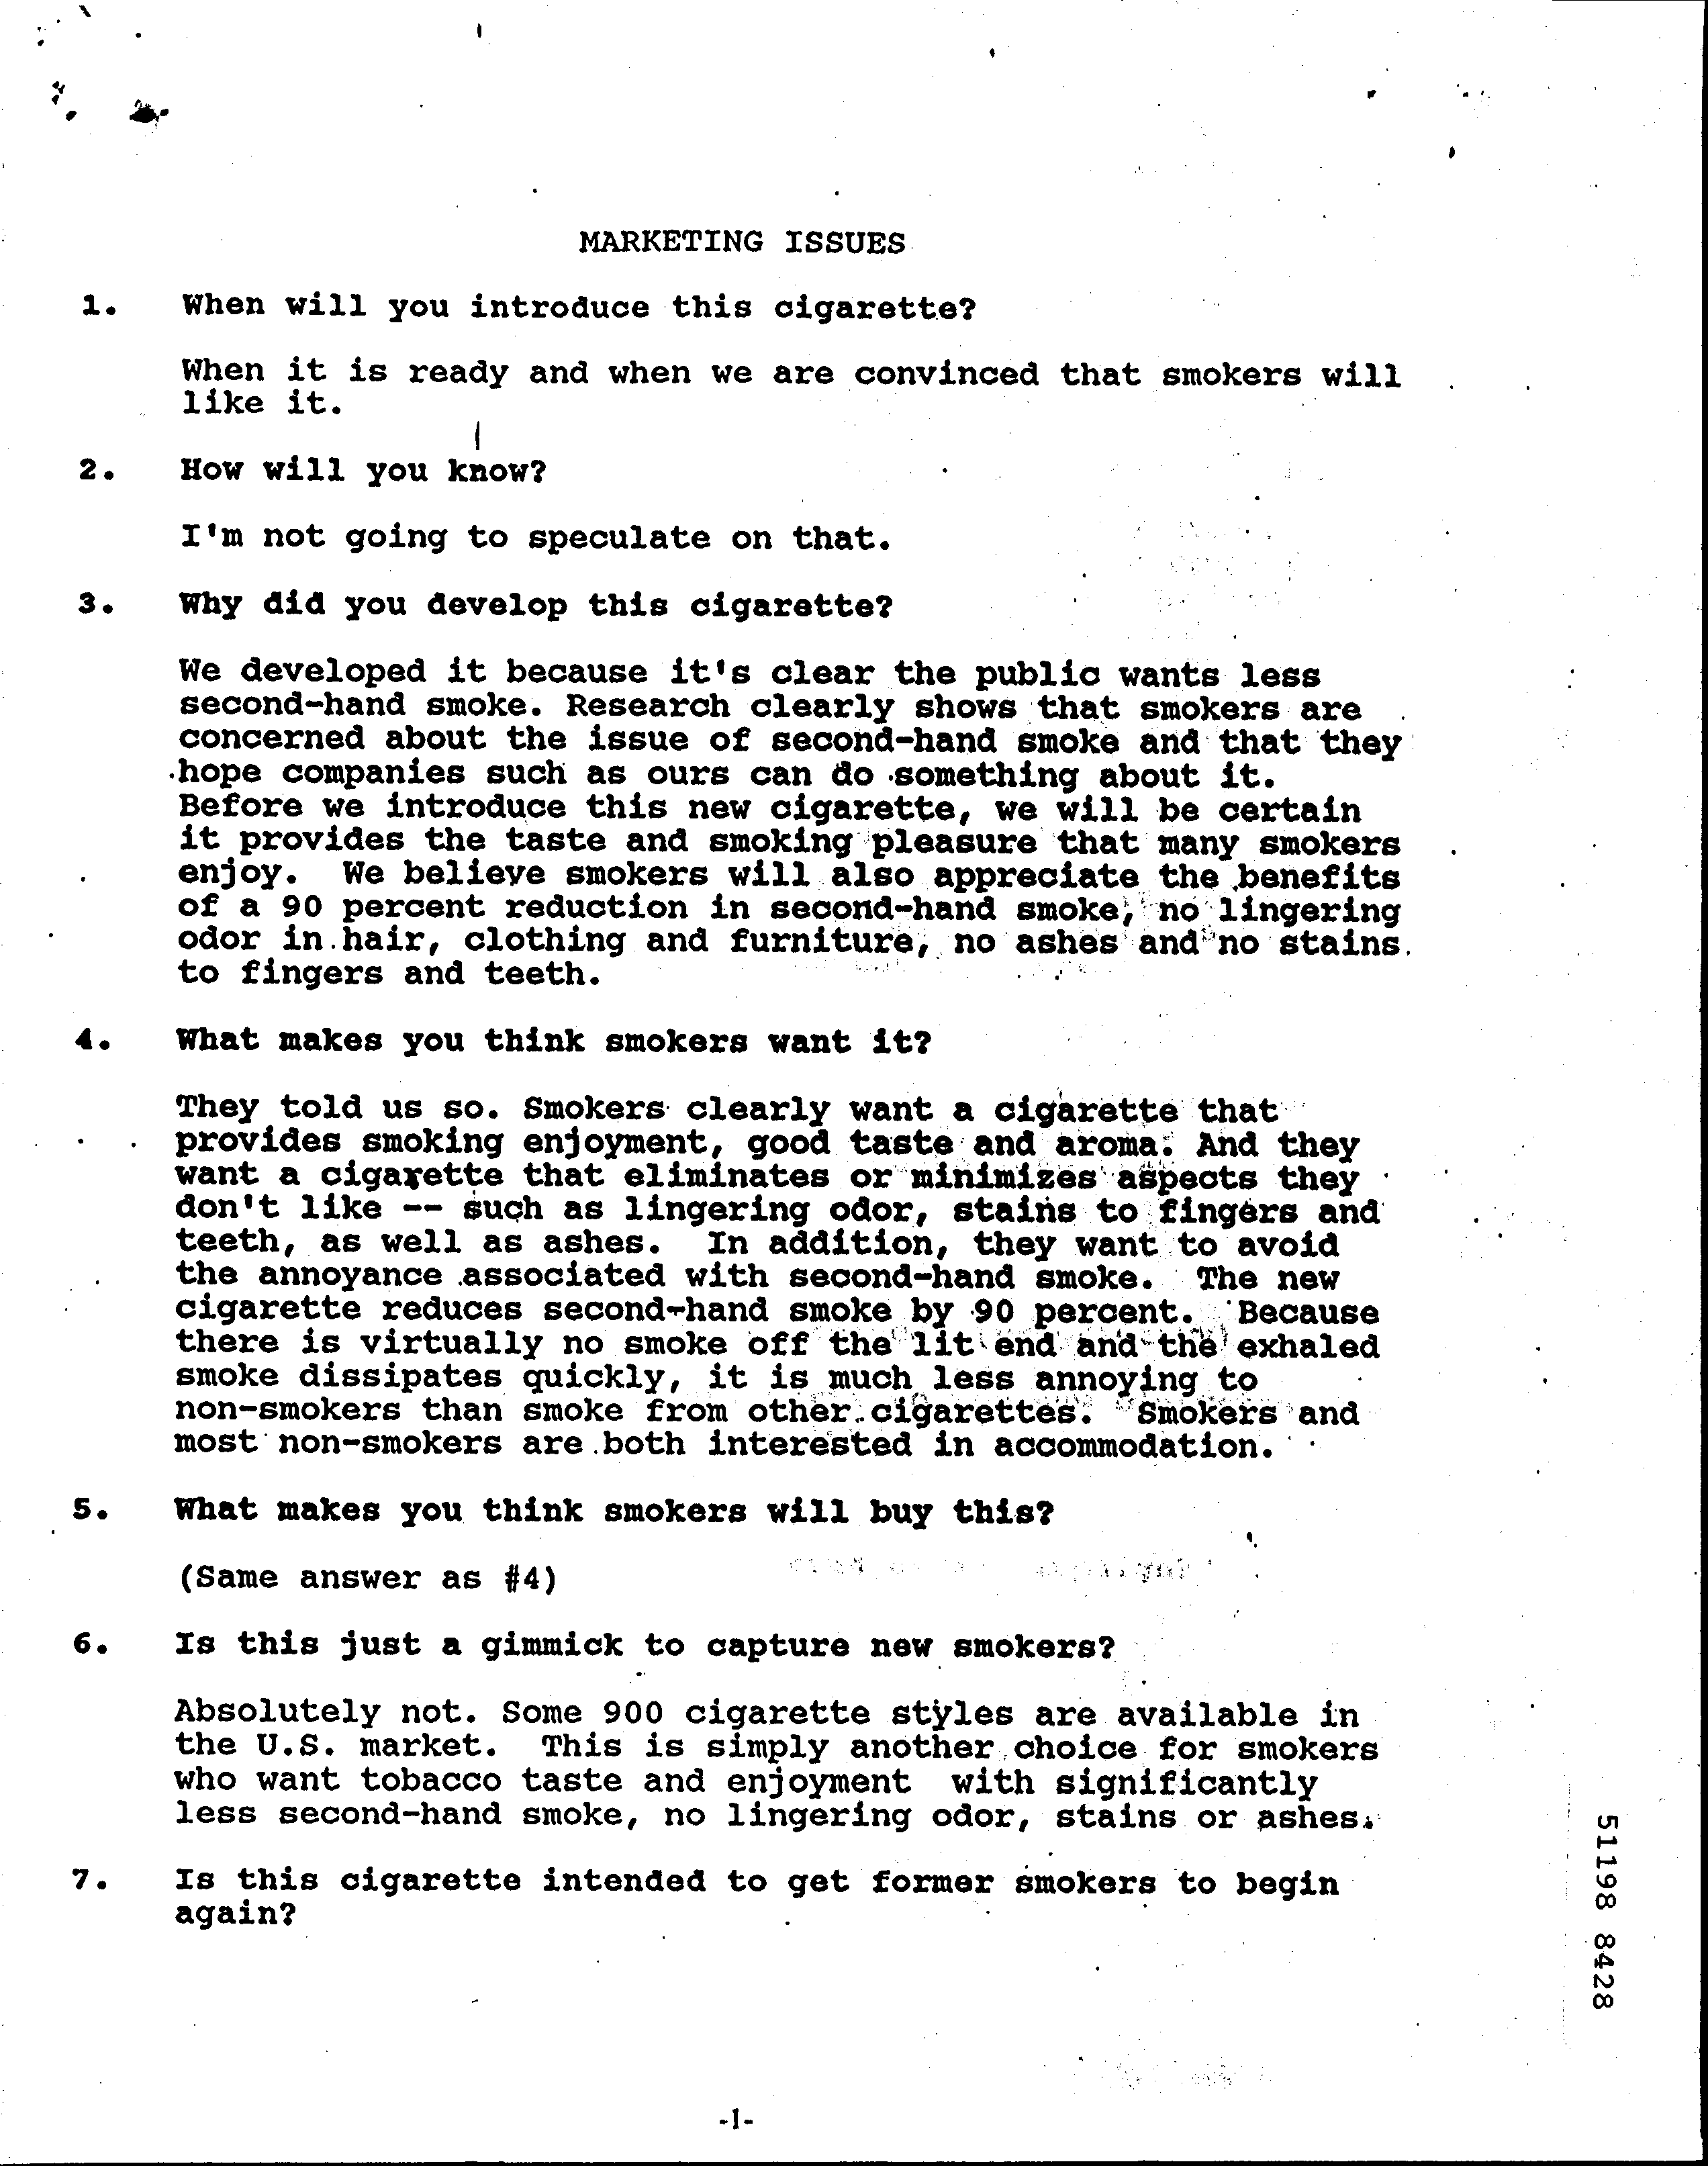 MARKETING ISSUES
1. When will you introduce this cigarette?
When it is ready and when we are convinced that smokers will
like it.
2. How will you know?
I'm not going to speculate on that.
3. Why did you develop this cigarette?
We developed it because it's clear the public wants less
second-hand smoke. Research clearly shows that smokers are
concerned about the issue of second-hand smoke and that they
hope companies such as ours can do something about it.
Before we introduce this new cigarette, we will be certain
it provides the taste and smoking pleasure that many smokers
enjoy. We believe smokers will also appreciate the benefits
of a 90 percent reduction in second-hand smoke, no lingering
odor in hair, clothing and furniture, no ashes and no stains
to fingers and teeth.
4. What makes you think smokers want it?
They told us so. Smokers clearly want a cigarette that
provides smoking enjoyment, good taste and aroma. And they
want a cigarette that eliminates or minimizes aspects they
don't like -- such as lingering odor, stains to fingers and
teeth, as well as ashes. In addition, they want to avoid
the annoyance associated with second-hand smoke. The new
cigarette reduces second-hand smoke by 90 percent. Because
there is virtually no smoke off the lit end and the exhaled
smoke dissipates quickly, it is much less annoying to
non-smokers than smoke from other cigarettes. Smokers and
most non-smokers are both interested in accommodation.
5. What makes you think smokers will buy this?
(Same answer as #4)
6. Is this just a gimmick to capture new smokers?
Absolutely not. Some 900 cigarette styles are available in
the U.S. market. This is simply another choice for smokers
who want tobacco taste and enjoyment with significantly
less second-hand smoke, no lingering odor, stains or ashes.
7. Is this cigarette intended to get former smokers to begin
again?
51198 8428
-1-